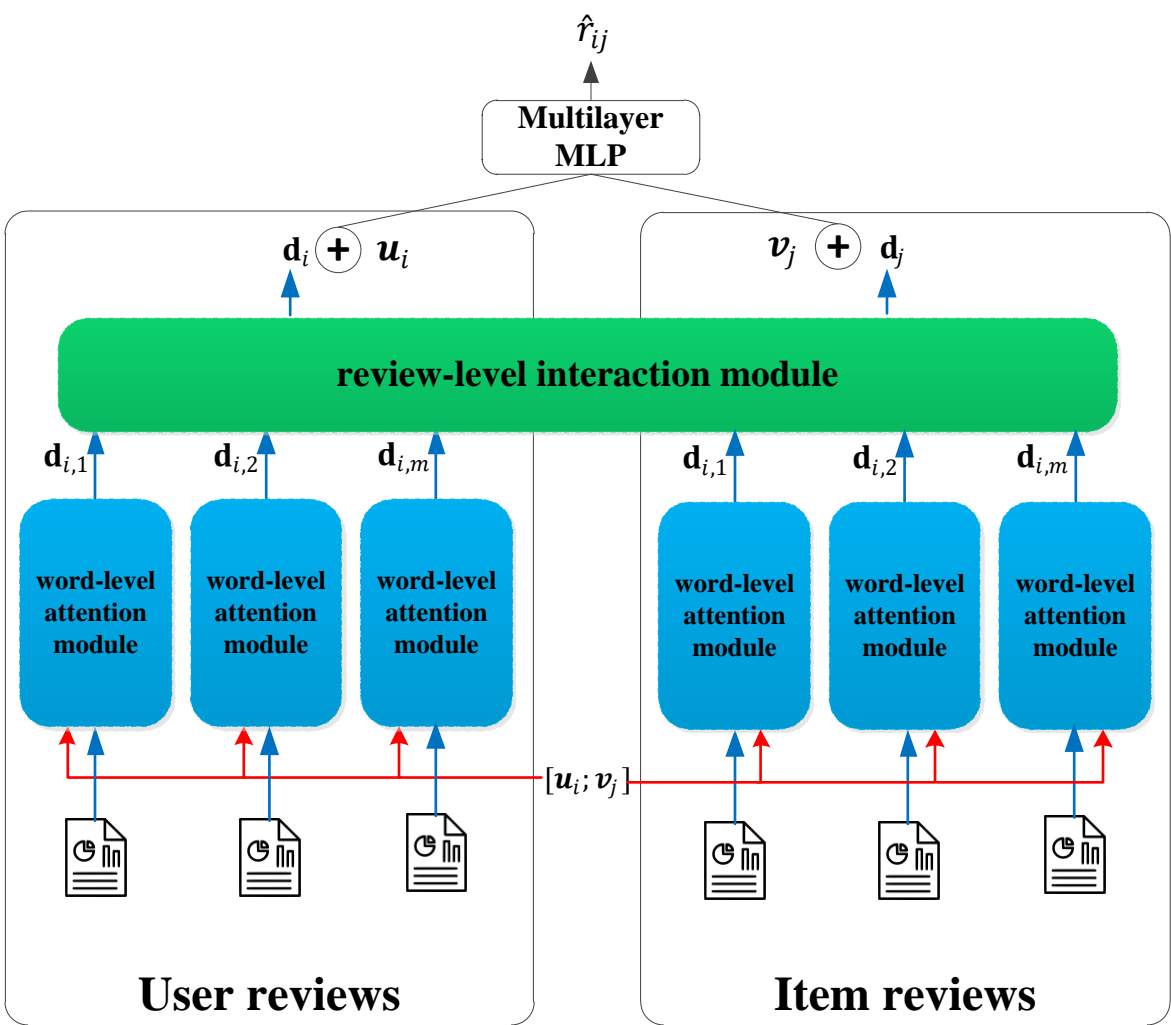 r̂ij
Multilayer
MLP
di + ui
vj + dj
review-level interaction module
di,1
di,2
di,m
di,1
di,2
di,m
word-level
attention
module
word-level
attention
module
word-level
attention
module
word-level
attention
module
word-level
attention
module
word-level
attention
module
[ui; vj]
User reviews
Item reviews